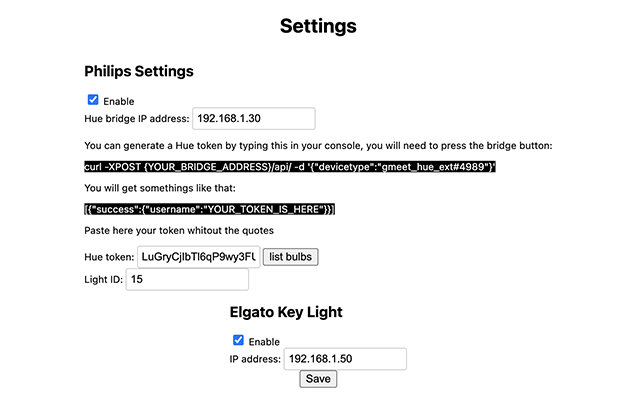 Settings
Philips Settings
Enable
Hue bridge IP address: 192.168.1.30
You can generate a Hue token by typing this in your console, you will need to press the bridge button:
curl -XPOST {YOUR_BRIDGE_ADDRESS}/api/ -d '{"devicetype":"gmeet_hue_ext#4989"}'
You will get somethings like that:
[{"success":{"username":"YOUR_TOKEN_IS_HERE"}}]
Paste here your token whitout the quotes
Hue token: list bulbs
Light ID: 15
Elgato Key Light
Enable
IP address: 192.168.1.50
Save